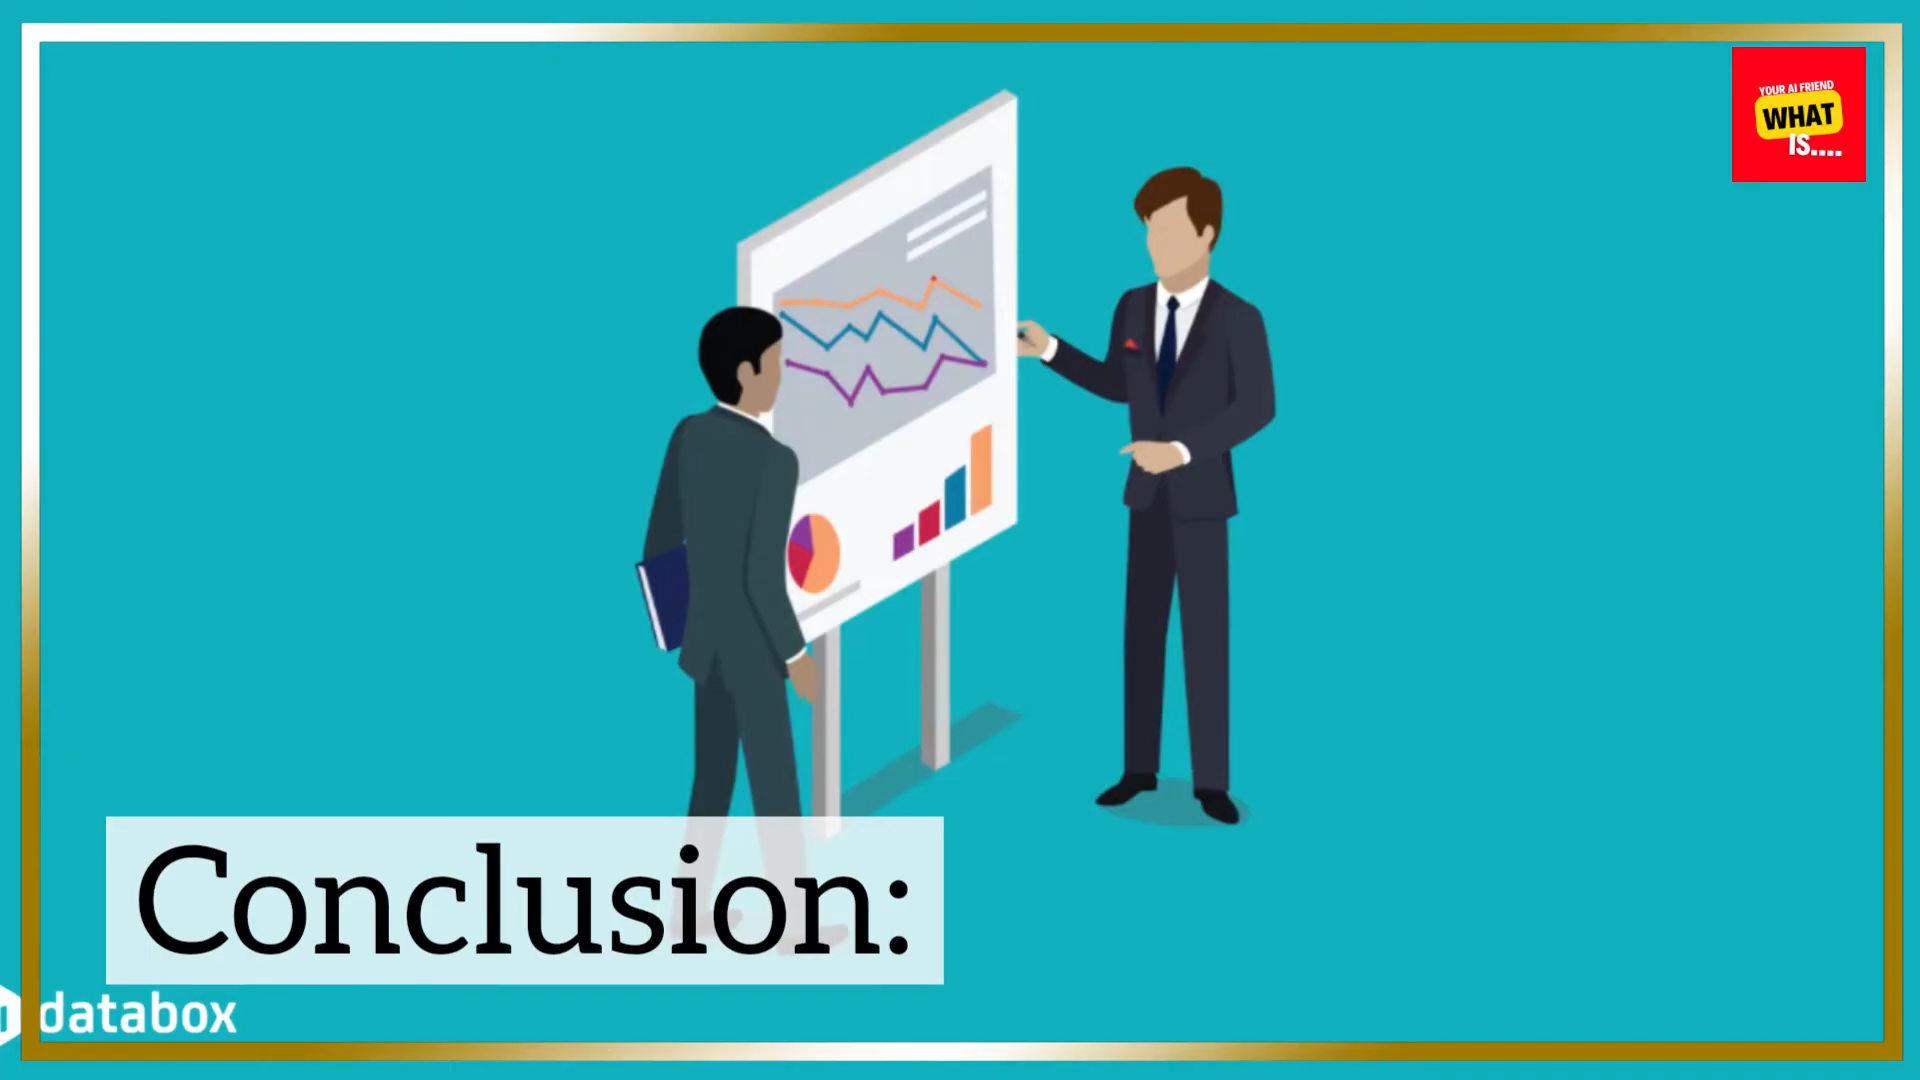 YOUR AI FRIEND
WHAT
IS....
Conclusion:
databox